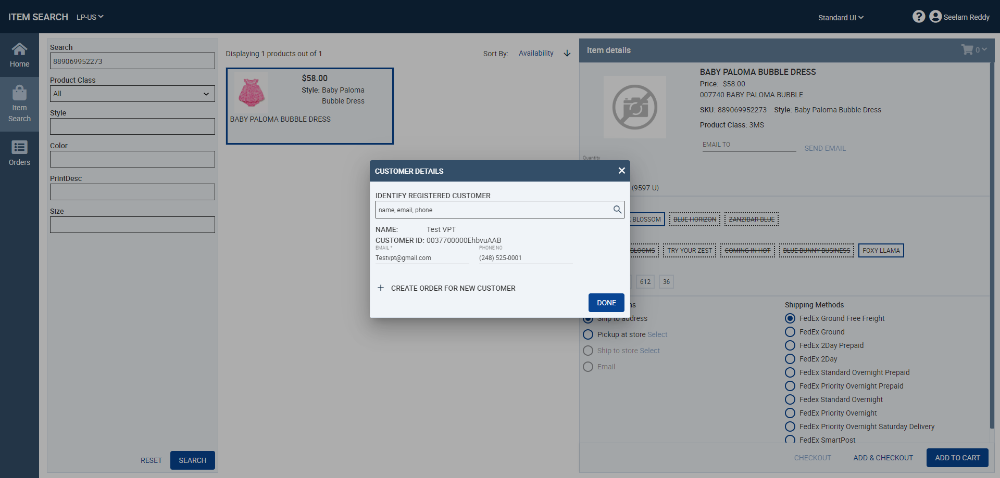 ITEM SEARCH
LP-US
Standard UI
?
Seelam Reddy
Home
Item
Search
Orders
Search
889069952273
Product Class
All
Style
Color
PrintDesc
Size
RESET
SEARCH
Displaying 1 products out of 1
Sort By:
Availability
$58.00
Style: Baby Paloma
Bubble Dress
BABY PALOMA BUBBLE DRESS
CUSTOMER DETAILS
IDENTIFY REGISTERED CUSTOMER
name, email, phone
NAME: Test VPT
CUSTOMER ID: 0037700000EhbvuAAB
EMAIL *
PHONE NO
Testvpt@gmail.com
(248) 525-0001
+ CREATE ORDER FOR NEW CUSTOMER
DONE
Item details
0
BABY PALOMA BUBBLE DRESS
Price: $58.00
007740 BABY PALOMA BUBBLE
SKU: 889069952273 Style: Baby Paloma Bubble Dress
Product Class: 3MS
EMAIL TO
SEND EMAIL
Quantity
(9597 U)
BLOSSOM
BLUE HORIZON
ZANZIBAR BLUE
BLOOMS
TRY YOUR ZEST
COMING IN HOT
BLUE BUNNY BUSINESS
FOXY LLAMA
612
36
Ship to address
Pickup at store Select
Ship to store Select
Email
Shipping Methods
FedEx Ground Free Freight
FedEx Ground
FedEx 2Day Prepaid
FedEx 2Day
FedEx Standard Overnight Prepaid
FedEx Priority Overnight Prepaid
Fedex Standard Overnight
FedEx Priority Overnight
FedEx Priority Overnight Saturday Delivery
FedEx SmartPost
CHECKOUT
ADD & CHECKOUT
ADD TO CART